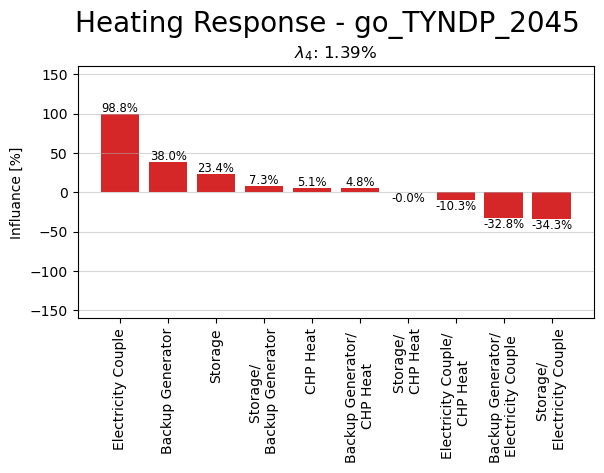 Heating Response - go_TYNDP_2045
λ4: 1.39%
Influance [%]
150
100
50
0
−50
−100
−150
98.8%
38.0%
23.4%
7.3%
5.1%
4.8%
-0.0%
-10.3%
-32.8%
-34.3%
Electricity Couple
Backup Generator
Storage
Storage/
Backup Generator
CHP Heat
Backup Generator/
CHP Heat
Storage/
CHP Heat
Electricity Couple/
CHP Heat
Backup Generator/
Electricity Couple
Storage/
Electricity Couple